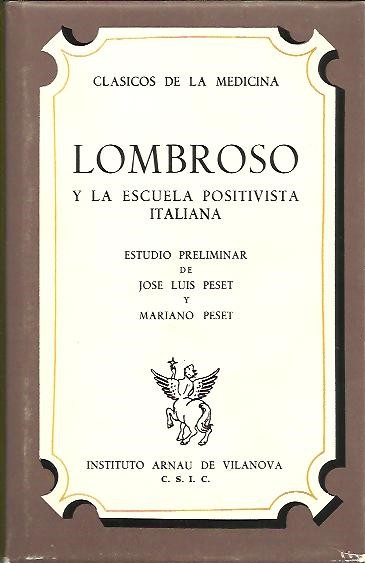 CLASICOS DE LA MEDICINA
LOMBROSO
Y LA ESCUELA POSITIVISTA
ITALIANA
ESTUDIO PRELIMINAR
DE
JOSE LUIS PESET
Y
MARIANO PESET
INSTITUTO ARNAU DE VILANOVA
C. S. I. C.